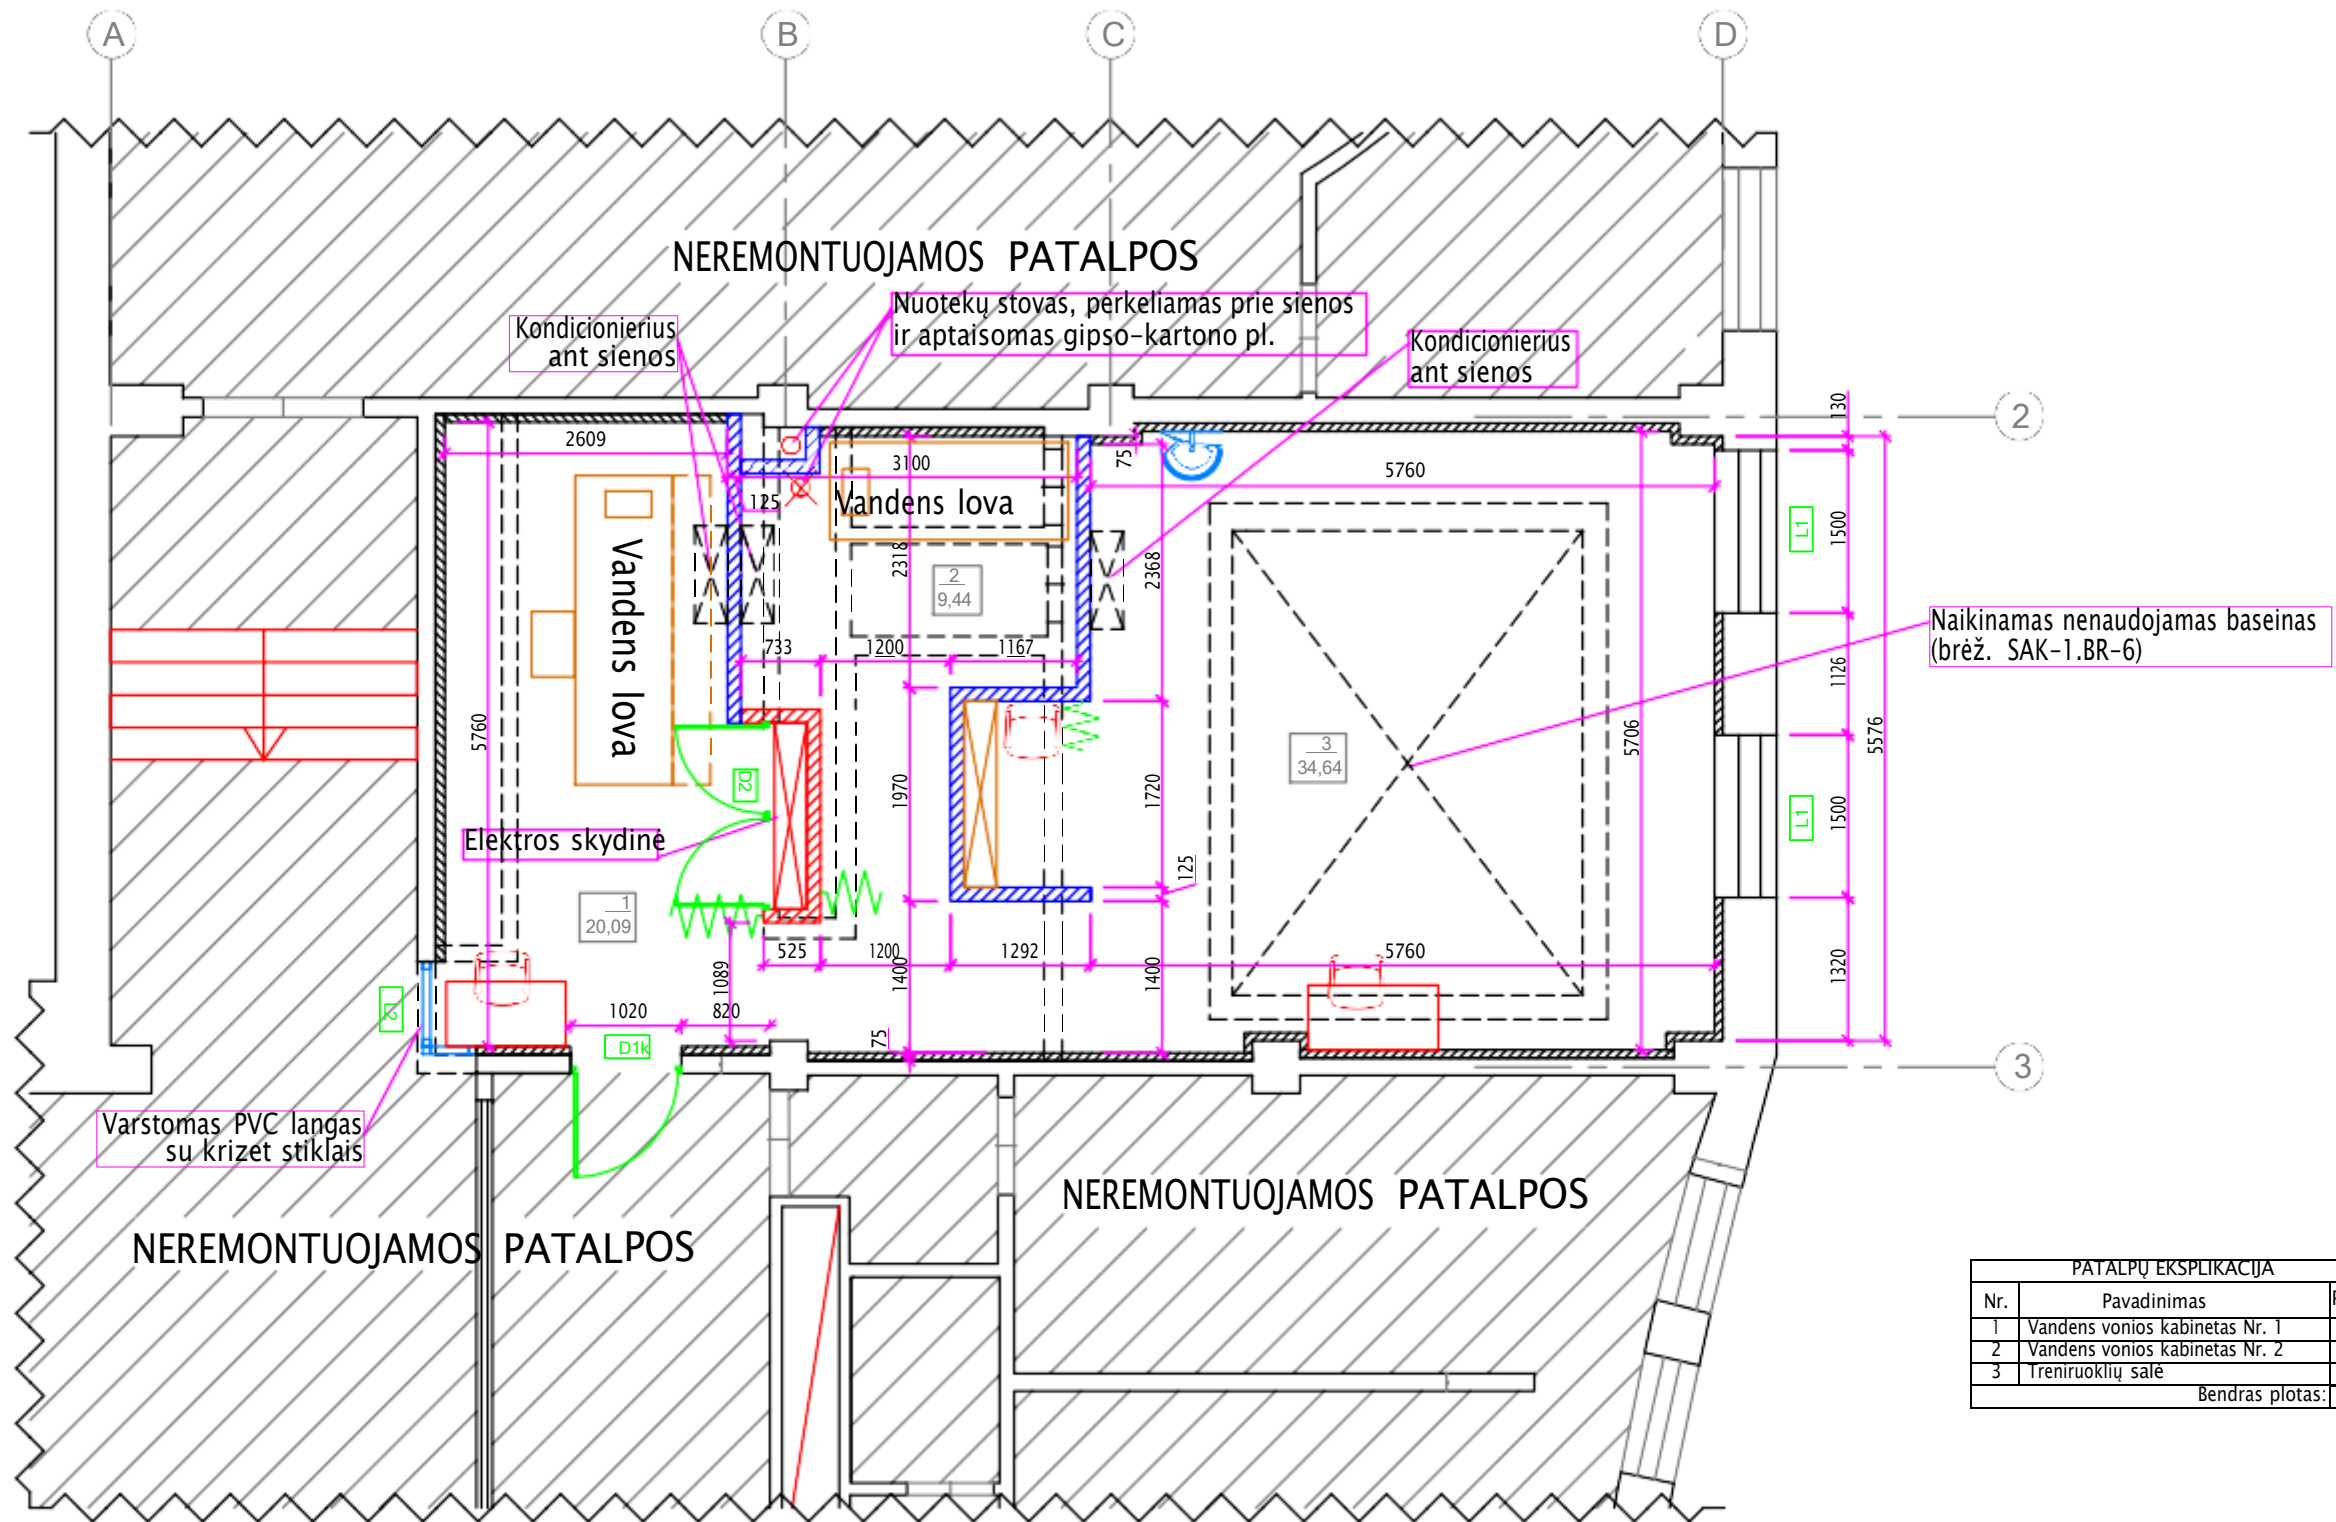 A
B
C
D
NEREMONTUOJAMOS PATALPOS
Nuotekų stovas, perkeliamas prie sienos
ir aptaisomas gipso-kartono pl.
Kondicionierius
ant sienos
Kondicionierius
ant sienos
2
130
2609
3100
75
5760
125
Vandens lova
Vandens lova
2318
2368
1500
L1
2
9,44
Naikinamas nenaudojamas baseinas
(brėž. SAK-1.BR-6)
733
1200
1167
1126
5760
5706
5576
3
34,64
D2
1970
1720
1500
L1
Elektros skydinė
125
1
20,09
525
1200
1292
5760
1089
1400
1400
1320
L2
1020
820
D1k
75
3
Varstomas PVC langas
su krizet stiklais
NEREMONTUOJAMOS PATALPOS
NEREMONTUOJAMOS PATALPOS
PATALPŲ EKSPLIKACIJA
Nr. Pavadinimas
1 Vandens vonios kabinetas Nr. 1
2 Vandens vonios kabinetas Nr. 2
3 Treniruoklių salė
Bendras plotas: